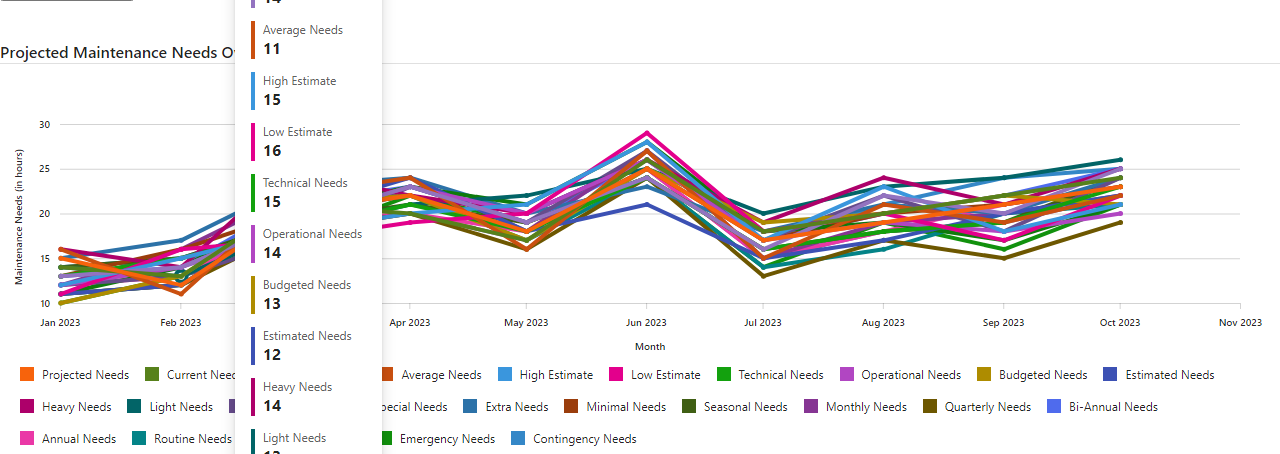 Average Needs
11
Projected Maintenance Needs
High Estimate
15
Low Estimate
16
Technical Needs
15
Operational Needs
14
Budgeted Needs
13
Estimated Needs
12
Heavy Needs
14
Light Needs
Maintenance Needs (in hours)
30
25
20
15
10
Jan 2023 Feb 2023 Apr 2023 May 2023 Jun 2023 Jul 2023 Aug 2023 Sep 2023 Oct 2023 Nov 2023
Month
Projected Needs Current Average Needs High Estimate Low Estimate Technical Needs Operational Needs Budgeted Needs Estimated Needs
Heavy Needs Light Needs Needs Extra Needs Minimal Needs Seasonal Needs Monthly Needs Quarterly Needs Bi-Annual Needs
Annual Needs Routine Needs Emergency Needs Contingency Needs